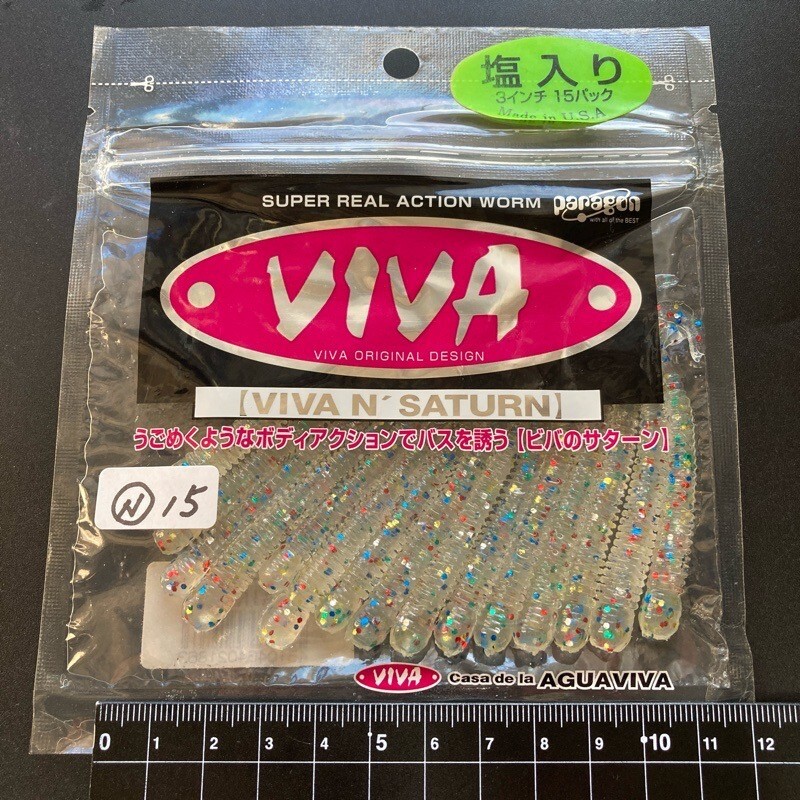 塩入り
3インチ 15パック
Made in U.S.A
SUPER REAL ACTION WORM paragon
with all of the BEST
VIVA
VIVA ORIGINAL DESIGN
【VIVA N´SATURN】
うごめくようなボディアクションでバスを誘う【ビバのサターン】
N 15
VIVA Casa de la AGUAVIVA
0 1 2 3 4 5 6 7 8 9 10 11 12